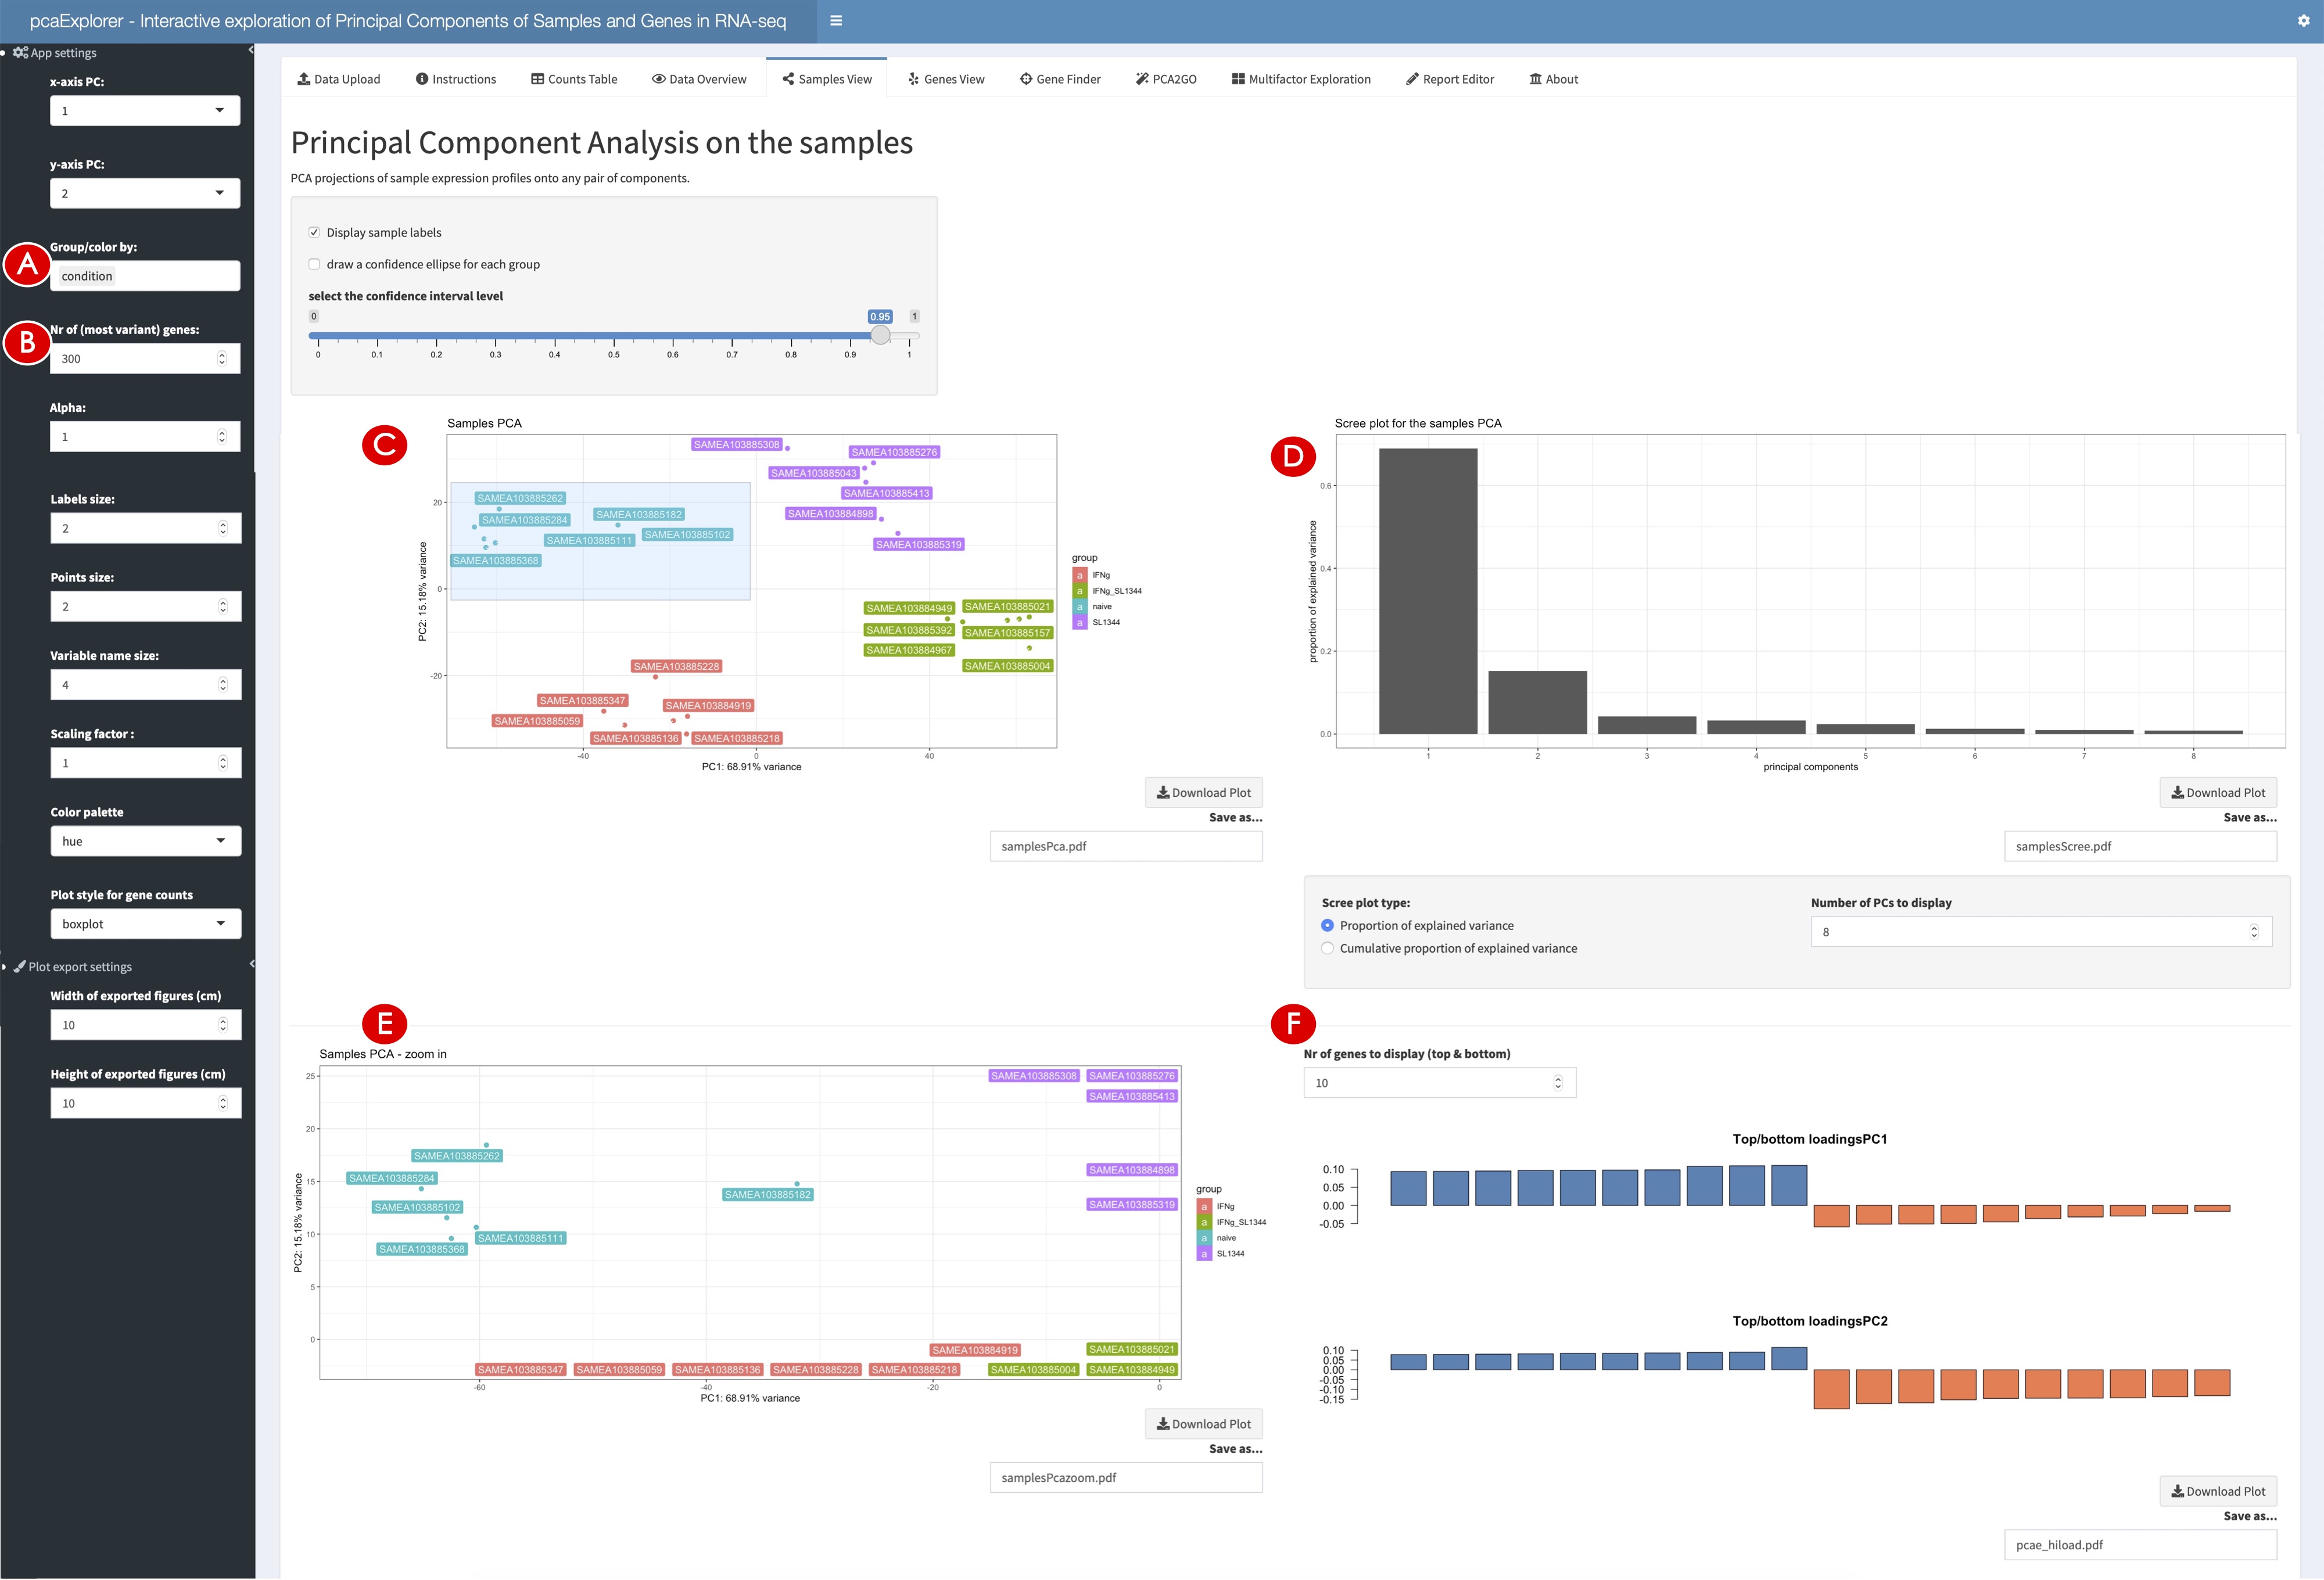 pcaExplorer - Interactive exploration of Principal Components of Samples and Genes in RNA-seq
App settings
x-axis PC:
1
y-axis PC:
2
A
Group/color by:
condition
B
Nr of (most variant) genes:
300
Alpha:
1
Labels size:
2
Points size:
2
Variable name size:
4
Scaling factor :
1
Color palette
hue
Plot style for gene counts
boxplot
Plot export settings
Width of exported figures (cm)
10
Height of exported figures (cm)
10
Data Upload Instructions Counts Table Data Overview Samples View Genes View Gene Finder PCA2GO Multifactor Exploration Report Editor About
Principal Component Analysis on the samples
PCA projections of sample expression profiles onto any pair of components.
Display sample labels
draw a confidence ellipse for each group
select the confidence interval level
0 0.95 1
0 0.1 0.2 0.3 0.4 0.5 0.6 0.7 0.8 0.9 1
C
Samples PCA
SAMEA103885308
SAMEA103885276
SAMEA103885043
SAMEA103885413
SAMEA103884898
SAMEA103885319
SAMEA103885262
SAMEA103885284
SAMEA103885182
SAMEA103885111
SAMEA103885102
SAMEA103885368
SAMEA103884949
SAMEA103885021
SAMEA103885392
SAMEA103885157
SAMEA103884967
SAMEA103885004
SAMEA103885228
SAMEA103885347
SAMEA103884919
SAMEA103885059
SAMEA103885136
SAMEA103885218
20
0
-20
PC2: 15.18% variance
-40 0 40
PC1: 68.91% variance
group
a IFNg
a IFNg_SL1344
a naive
a SL1344
Download Plot
Save as...
samplesPca.pdf
D
Scree plot for the samples PCA
proportion of explained variance
0.6
0.4
0.2
0.0
1 2 3 4 5 6 7 8
principal components
Download Plot
Save as...
samplesScree.pdf
Scree plot type:
Proportion of explained variance
Cumulative proportion of explained variance
Number of PCs to display
8
E
Samples PCA - zoom in
25
20
15
10
5
0
PC2: 15.18% variance
SAMEA103885308
SAMEA103885276
SAMEA103885413
SAMEA103885262
SAMEA103885284
SAMEA103884898
SAMEA103885182
SAMEA103885102
SAMEA103885319
SAMEA103885111
SAMEA103885368
SAMEA103884919
SAMEA103885021
SAMEA103885347
SAMEA103885059
SAMEA103885136
SAMEA103885228
SAMEA103885218
SAMEA103885004
SAMEA103884949
-60 -40 -20 0
PC1: 68.91% variance
group
a IFNg
a IFNg_SL1344
a naive
a SL1344
Download Plot
Save as...
samplesPcazoom.pdf
F
Nr of genes to display (top & bottom)
10
Top/bottom loadingsPC1
0.10
0.05
0.00
-0.05
Top/bottom loadingsPC2
0.10
0.05
0.00
-0.05
-0.10
-0.15
Download Plot
Save as...
pcae_hiload.pdf